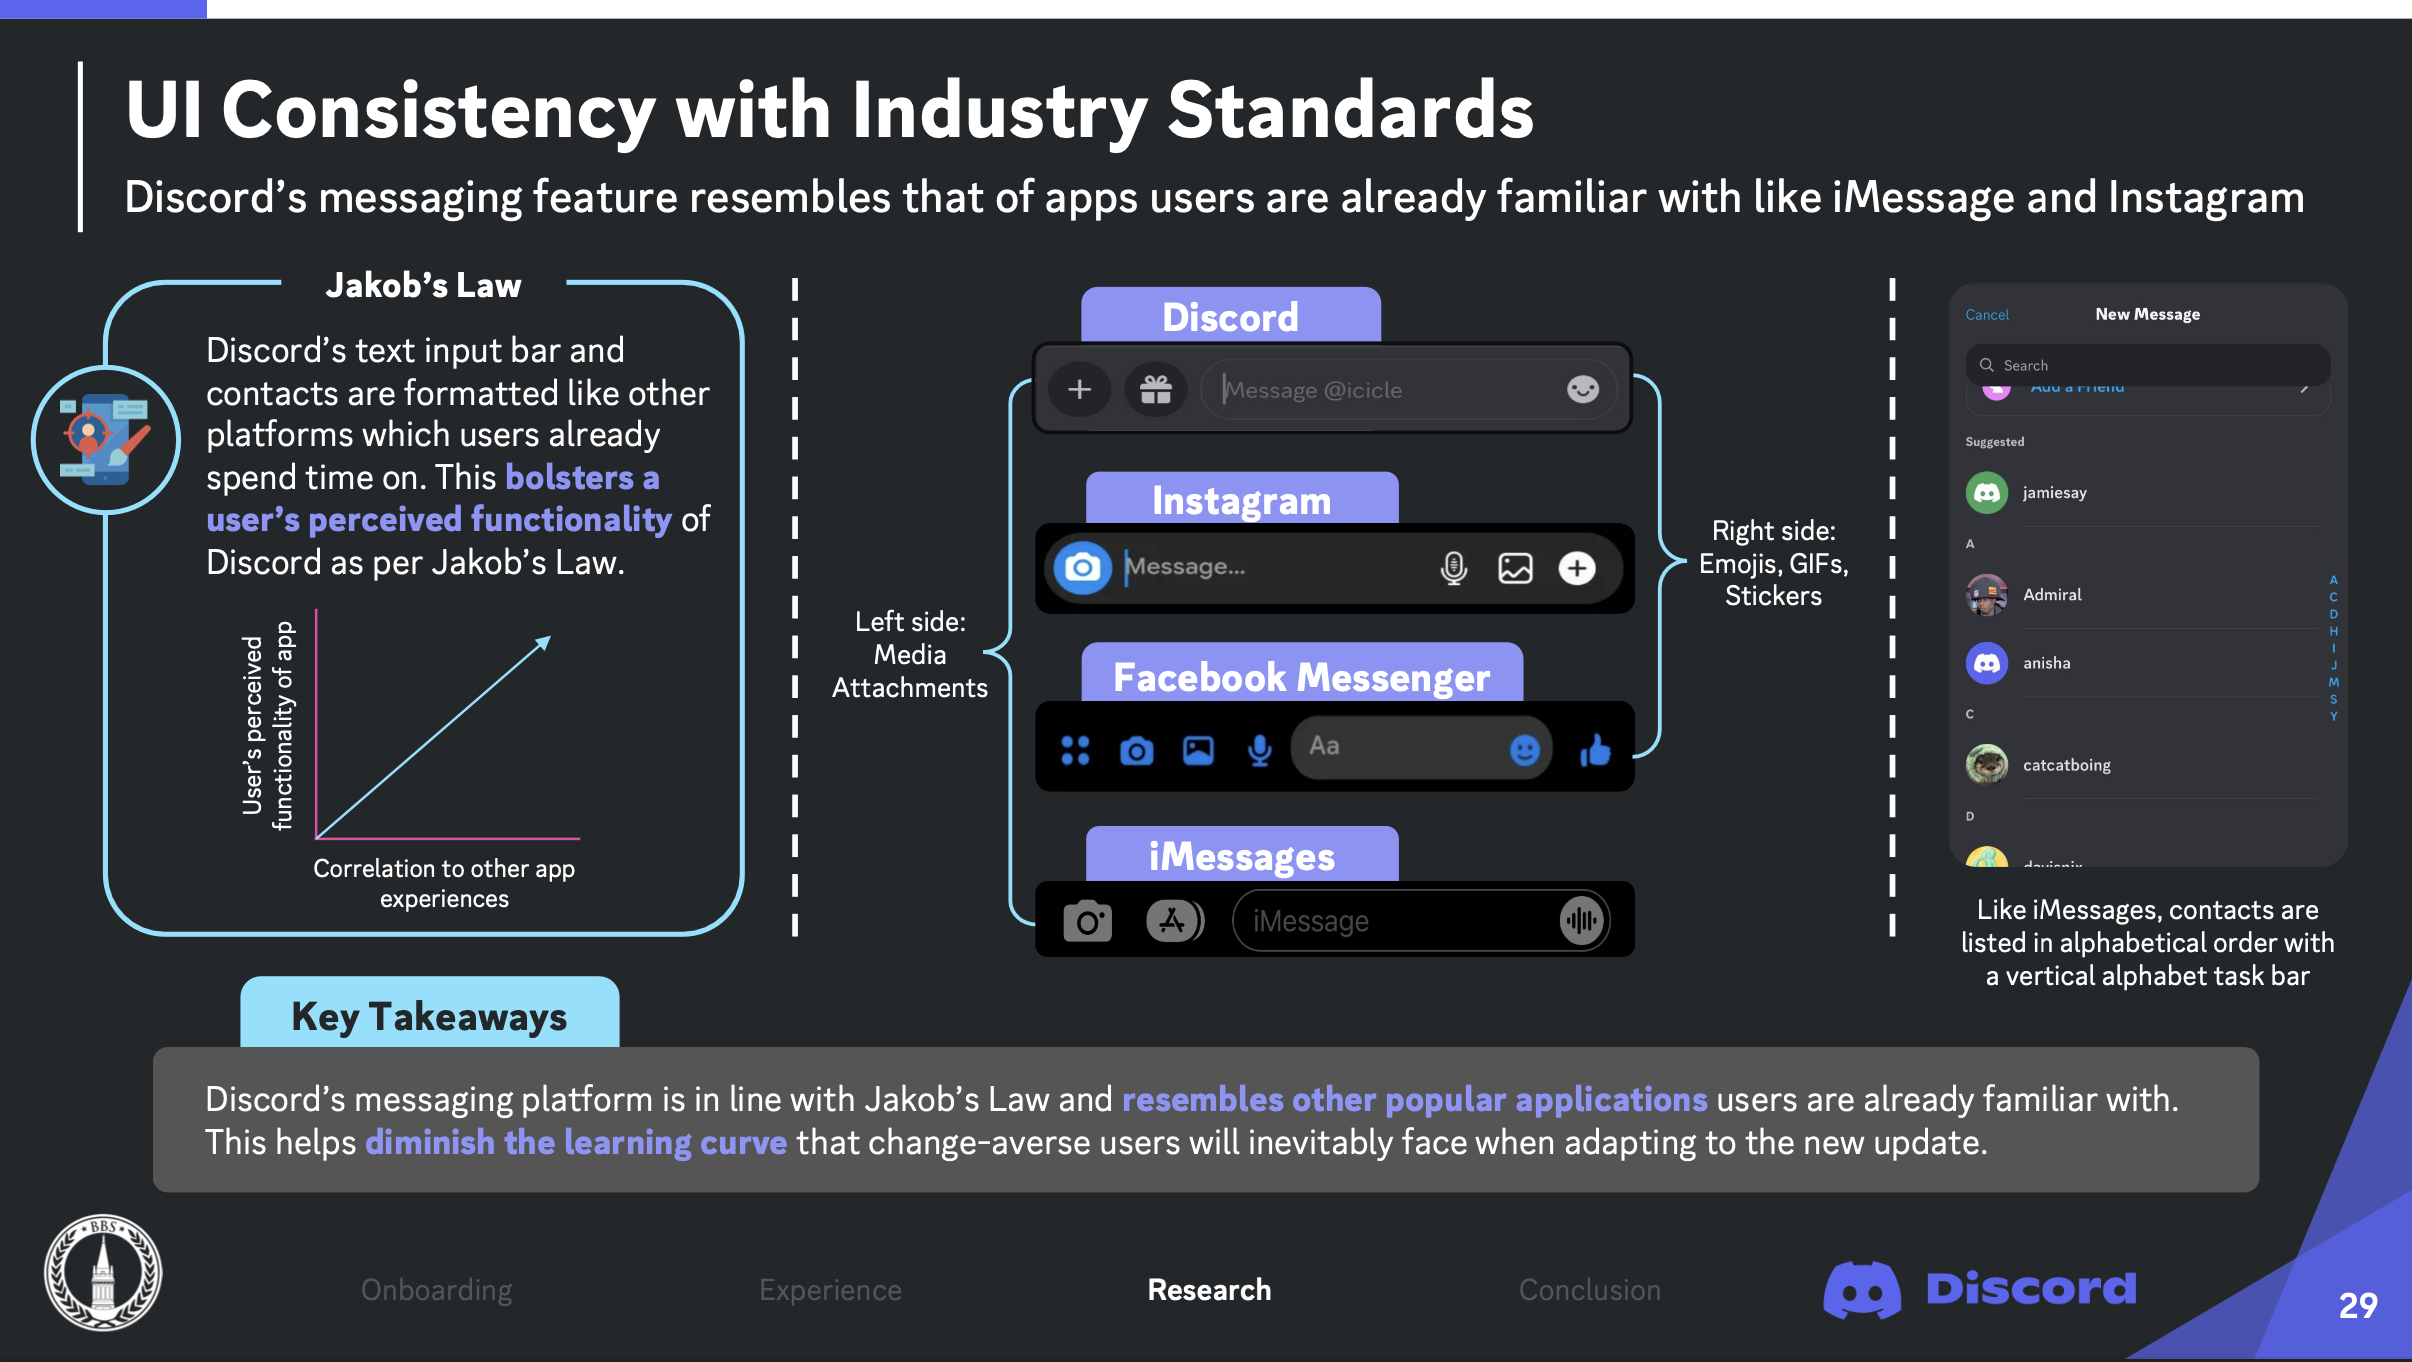 UI Consistency with Industry Standards
Discord's messaging feature resembles that of apps users are already familiar with like iMessage and Instagram
Jakob's Law
Discord's text input bar and
contacts are formatted like other
platforms which users already
spend time on. This bolsters a
user's perceived functionality of
Discord as per Jakob's Law.
User's perceived
functionality of app
Correlation to other app
experiences
Left side:
Media
Attachments
Discord
Message @icicle
Instagram
Message...
Facebook Messenger
Aa
iMessages
iMessage
Right side:
Emojis, GIFs,
Stickers
Cancel
New Message
Search
Add a Friend
Suggested
jamiesay
A
Admiral
anisha
C
catcatboing
D
A
C
D
H
I
J
M
S
Y
Like iMessages, contacts are
listed in alphabetical order with
a vertical alphabet task bar
Key Takeaways
Discord's messaging platform is in line with Jakob's Law and resembles other popular applications users are already familiar with.
This helps diminish the learning curve that change-averse users will inevitably face when adapting to the new update.
BBS
Onboarding
Experience
Research
Conclusion
Discord
29